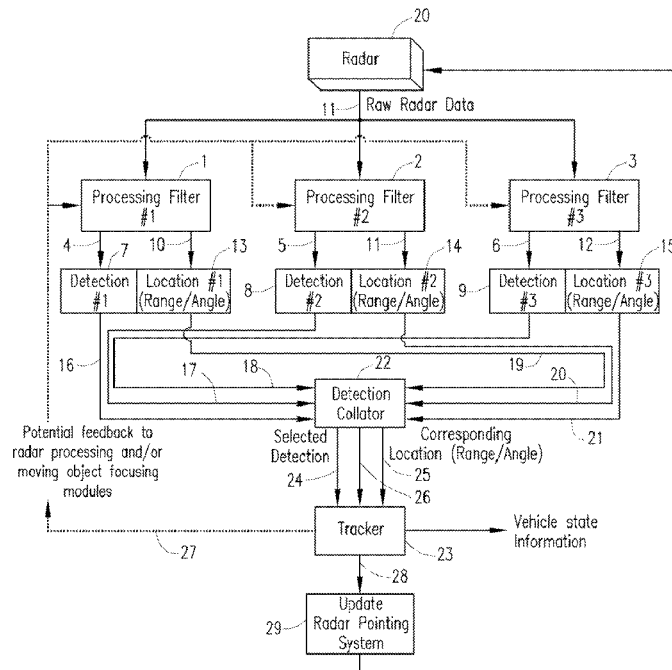 20
Radar
11
Raw Radar Data
1
2
3
Processing Filter
#1
Processing Filter
#2
Processing Filter
#3
4
7
10
13
5
11
14
6
12
15
Detection
#1
Location #1
(Range/Angle)
8
Detection
#2
Location #2
(Range/Angle)
9
Detection
#3
Location #3
(Range/Angle)
16
17
18
22
19
20
21
Detection
Collator
Potential feedback to
radar processing and/or
moving object focusing
modules
Selected
Detection
24
Corresponding
Location (Range/Angle)
25
26
Tracker
Vehicle state
Information
27
23
28
29
Update
Radar Pointing
System